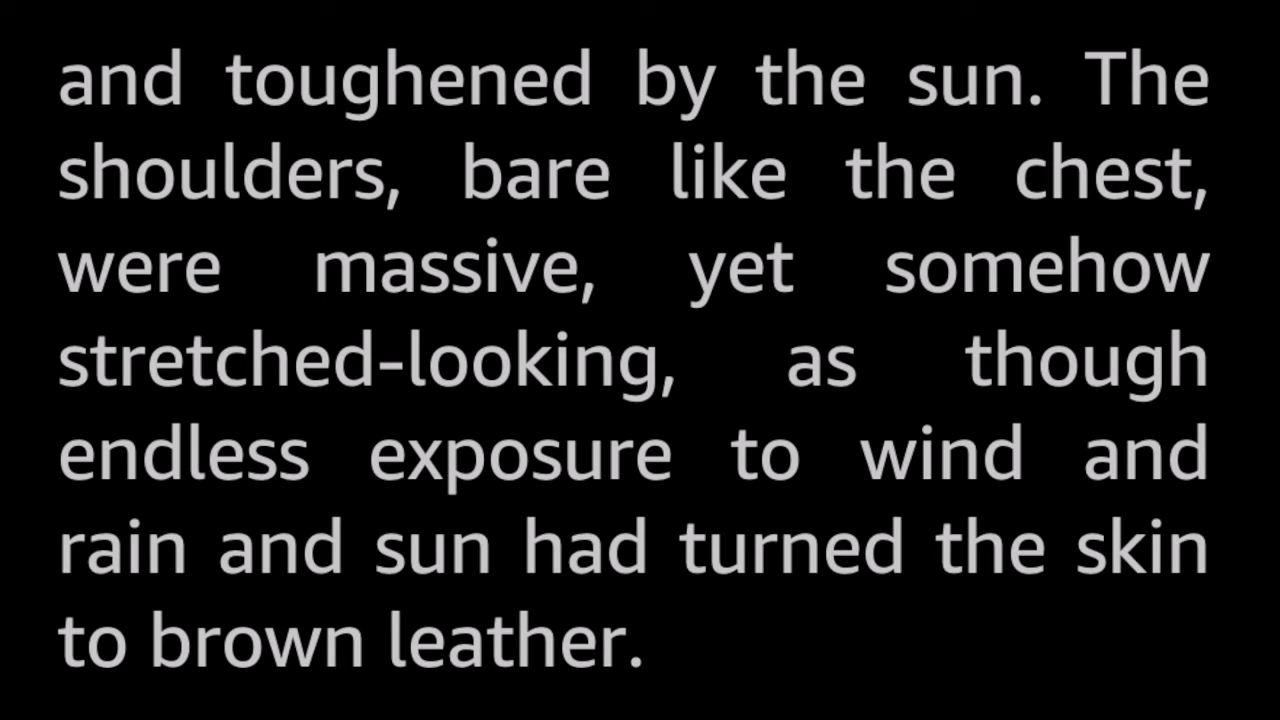 and toughened by the sun. The
shoulders, bare like the chest,
were massive, yet somehow
stretched-looking, as though
endless exposure to wind and
rain and sun had turned the skin
to brown leather.